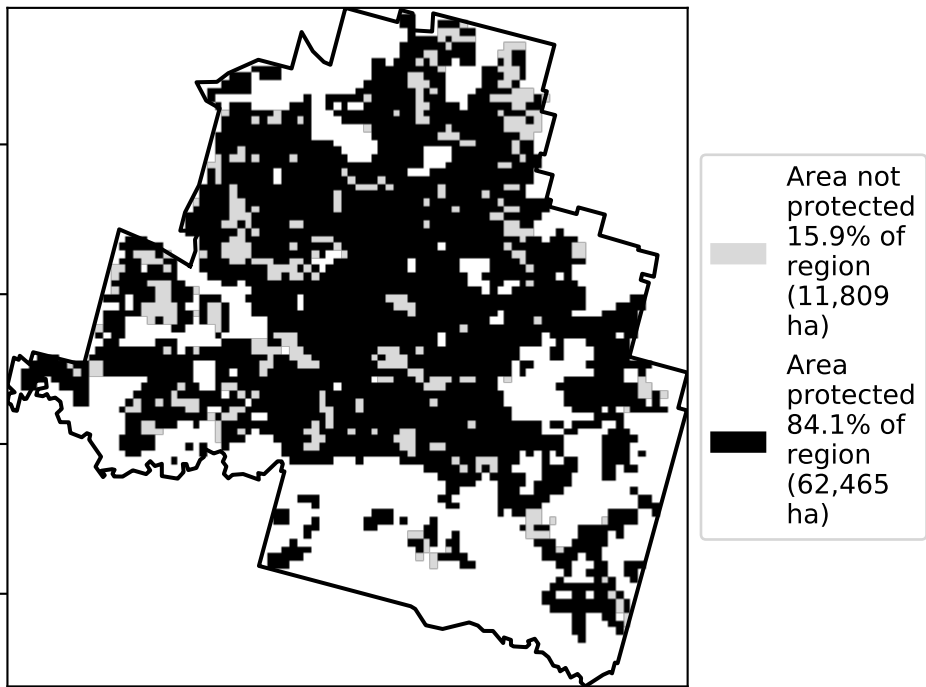 Area not
protected
15.9% of
region
(11,809
ha)
Area
protected
84.1% of
region
(62,465
ha)